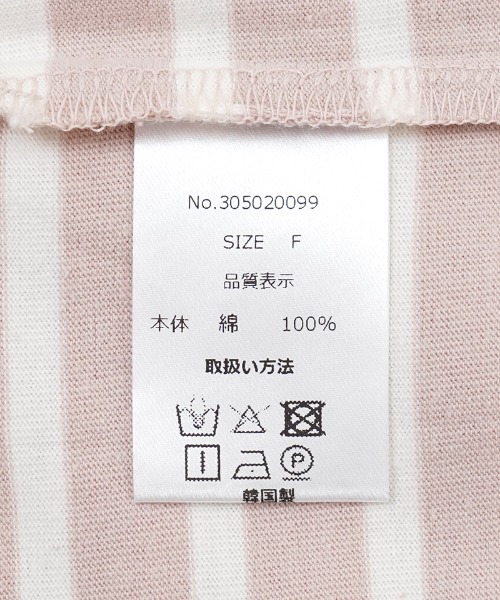 No.305020099
SIZE F
品質表示
本体 綿 100%
取扱い方法
P
韓国製